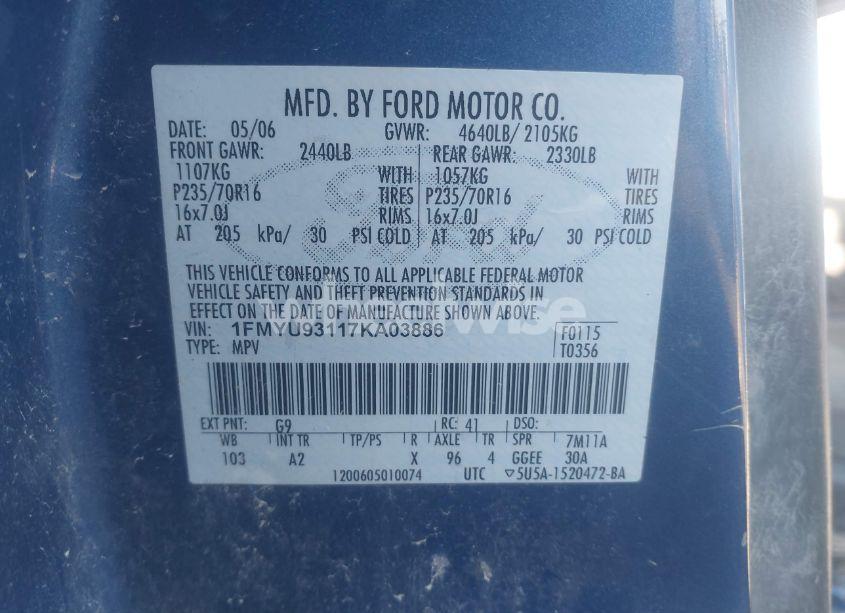 MFD. BY FORD MOTOR CO.
DATE: 05/06 GVWR: 4640LB/ 2105KG
FRONT GAWR: 2440LB REAR GAWR: 2330LB
1107KG WITH 1057KG WITH
P235/70R16 TIRES P235/70R16 TIRES
16x7.0J RIMS 16x7.0J RIMS
AT 205 kPa/ 30 PSI COLD AT 205 kPa/ 30 PSI COLD
THIS VEHICLE CONFORMS TO ALL APPLICABLE FEDERAL MOTOR
VEHICLE SAFETY AND THEFT PREVENTION STANDARDS IN
EFFECT ON THE DATE OF MANUFACTURE SHOWN ABOVE.
VIN: 1FMYU93117KA03886 F0115
TYPE: MPV T0356
EXT PNT: G9 RC: 41 DSO:
WB INT TR TP/PS R AXLE TR SPR 7M11A
103 A2 X 96 4 GGEE 30A
1200605010074 UTC ▽5U5A-1520472-BA